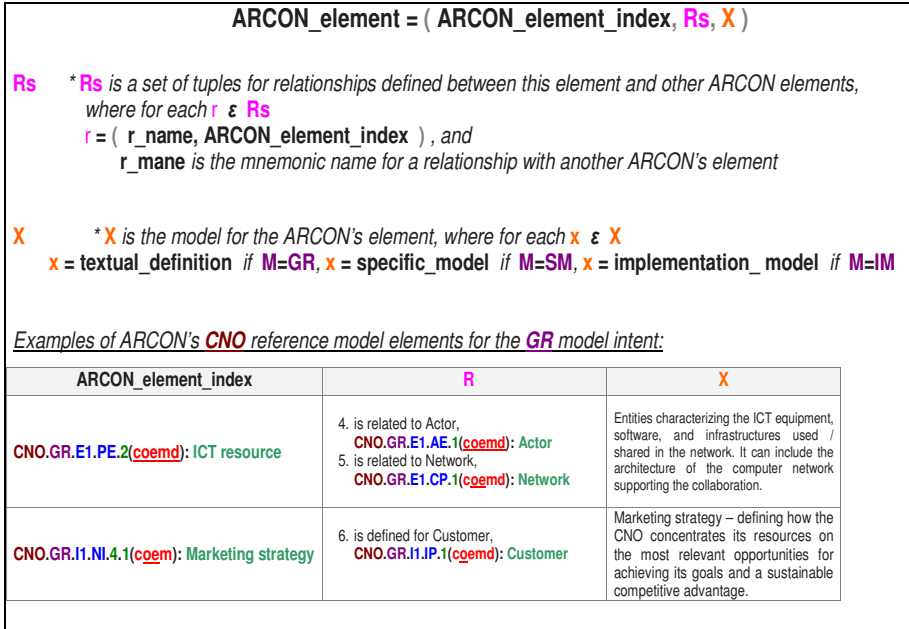 ARCON_element = ( ARCON_element_index, Rs, X )
Rs * Rs is a set of tuples for relationships defined between this element and other ARCON elements,
where for each r ε Rs
r = ( r_name, ARCON_element_index ) , and
r_mane is the mnemonic name for a relationship with another ARCON's element
X * X is the model for the ARCON's element, where for each x ε X
x = textual_definition if M=GR, x = specific_model if M=SM, x = implementation_ model if M=IM
Examples of ARCON's CNO reference model elements for the GR model intent:
ARCON_element_index R X
CNO.GR.E1.PE.2(coemd): ICT resource
4. is related to Actor,
CNO.GR.E1.AE.1(coemd): Actor
5. is related to Network,
CNO.GR.E1.CP.1(coemd): Network
Entities characterizing the ICT equipment,
software, and infrastructures used /
shared in the network. It can include the
architecture of the computer network
supporting the collaboration.
CNO.GR.I1.NI.4.1(coem): Marketing strategy
6. is defined for Customer,
CNO.GR.I1.IP.1(coemd): Customer
Marketing strategy – defining how the
CNO concentrates its resources on
the most relevant opportunities for
achieving its goals and a sustainable
competitive advantage.